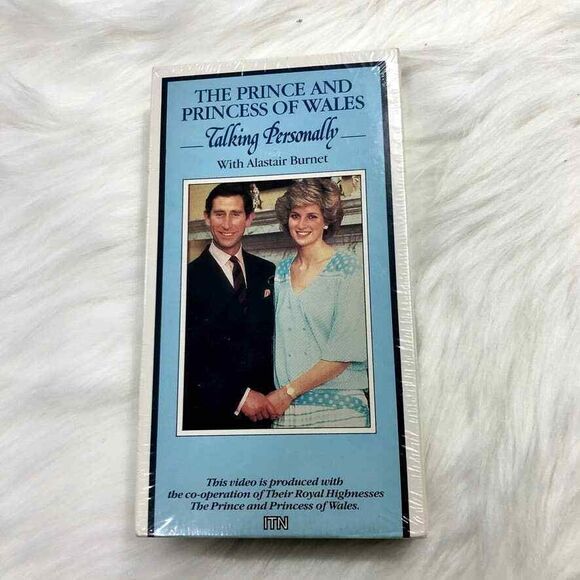 THE PRINCE AND
PRINCESS OF WALES
Talking Personally
With Alastair Burnet
This video is produced with
the co-operation of Their Royal Highnesses
The Prince and Princess of Wales.
ITN